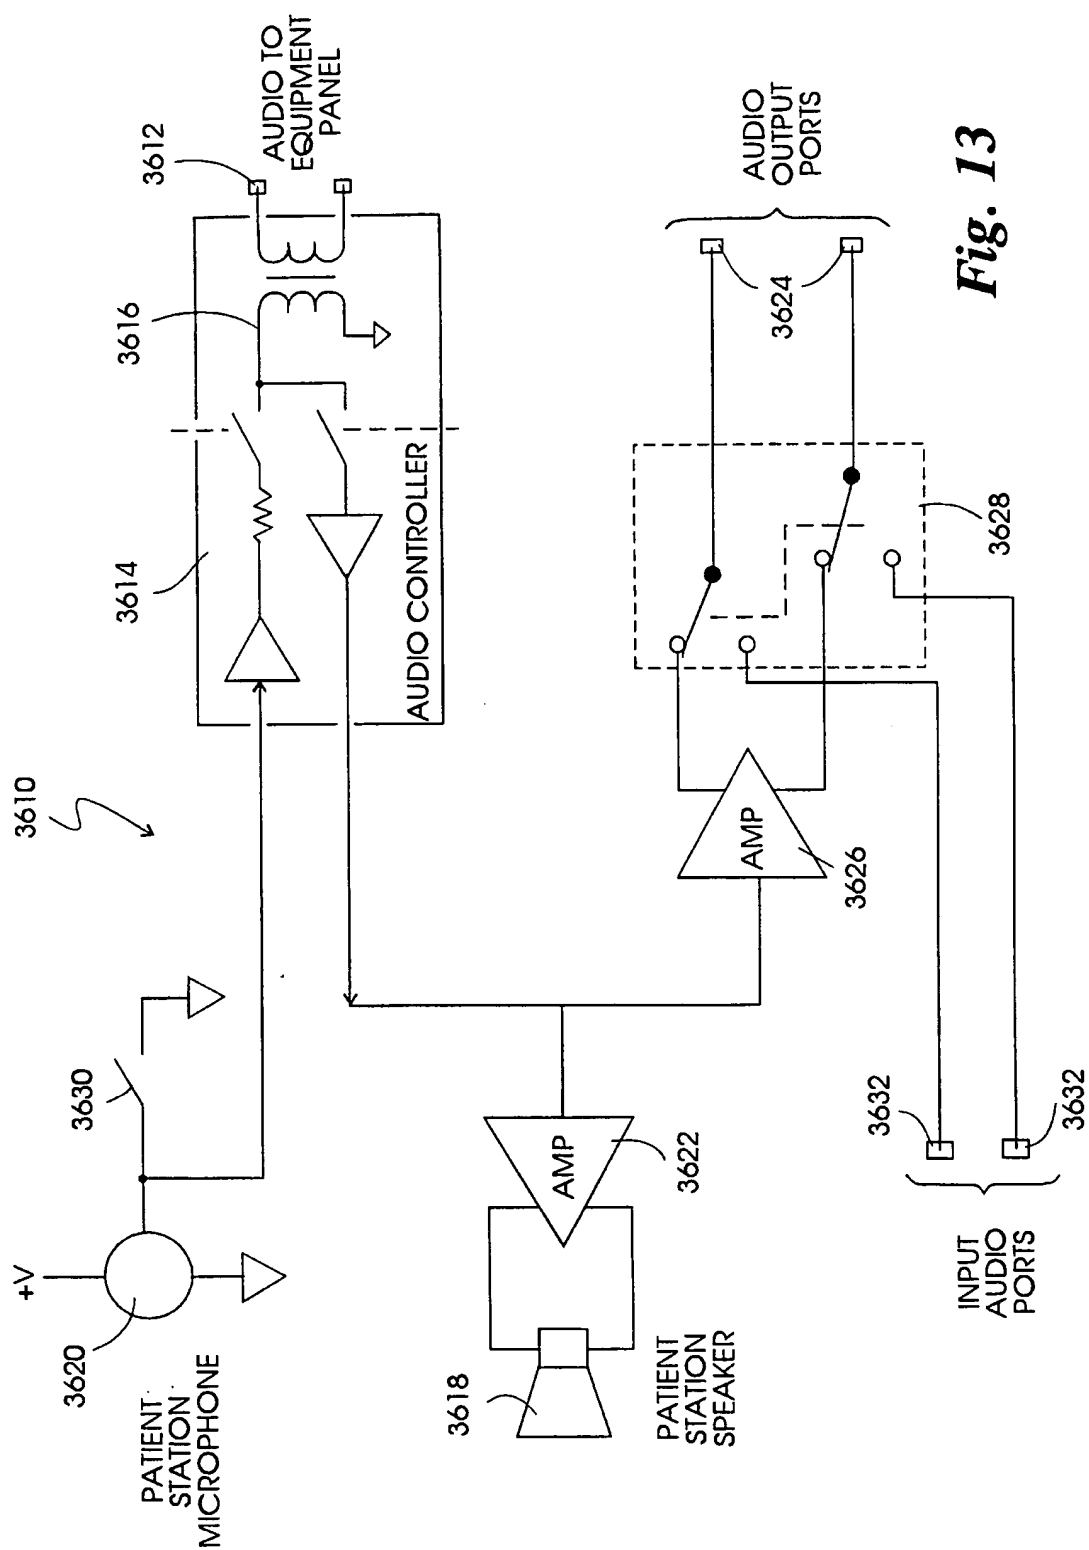 3610
+V
3620
PATIENT
STATION
MICROPHONE
3630
3614
3616
3612
AUDIO TO
EQUIPMENT
PANEL
AUDIO CONTROLLER
3618
PATIENT
STATION
SPEAKER
AMP
3622
AMP
3626
3628
3624
AUDIO
OUTPUT
PORTS
3632
3632
INPUT
AUDIO
PORTS
Fig. 13